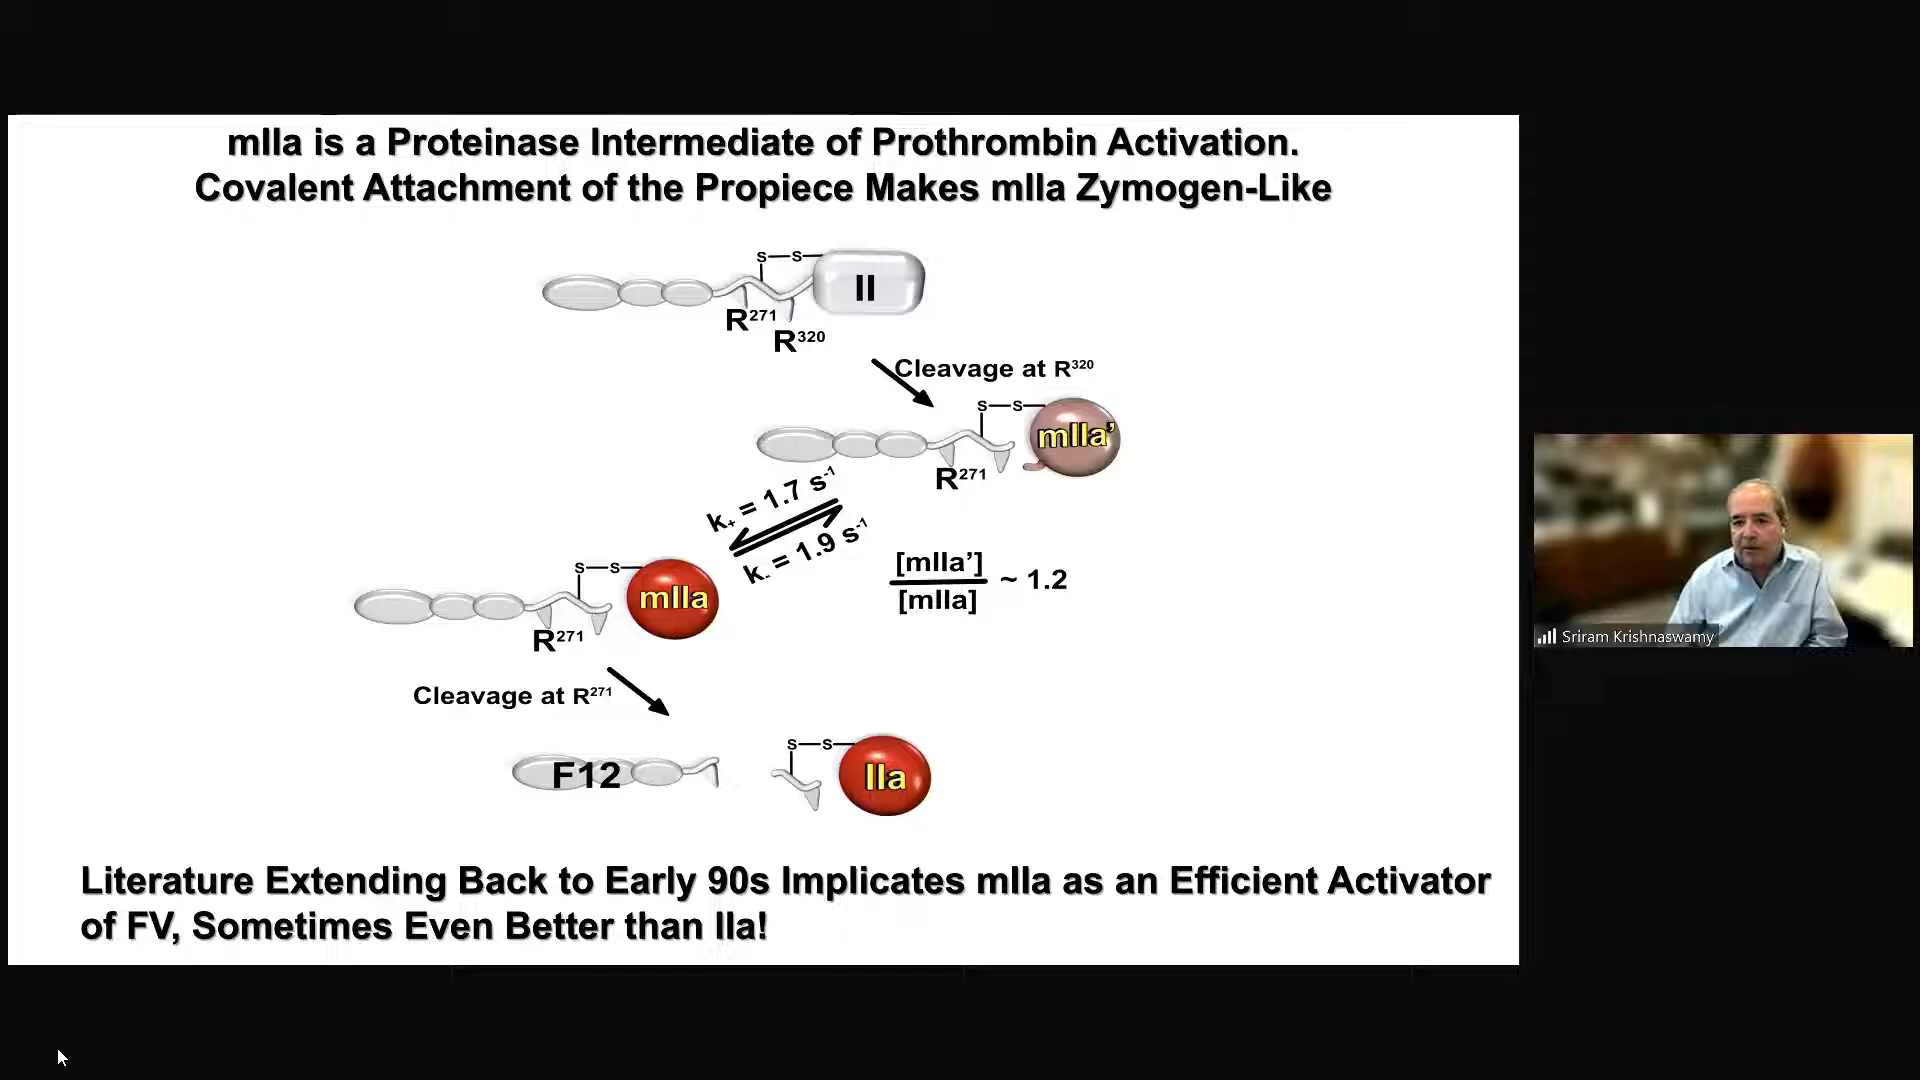 mIIa is a Proteinase Intermediate of Prothrombin Activation.
Covalent Attachment of the Propiece Makes mIIa Zymogen-Like
S S
II
R271
R320
Cleavage at R320
S S
mIIa’
R271
k+ = 1.7 s-1
k- = 1.9 s-1
[mIIa’]
[mIIa]
~ 1.2
S S
mIIa
R271
Cleavage at R271
S S
F12
IIa
Literature Extending Back to Early 90s Implicates mIIa as an Efficient Activator
of FV, Sometimes Even Better than IIa!
Sriram Krishnaswamy